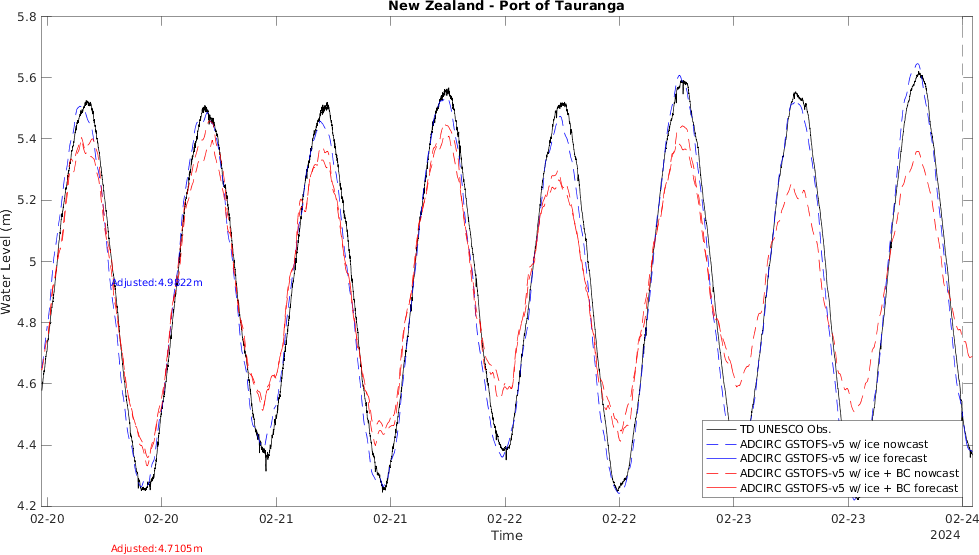 New Zealand - Port of Tauranga
5.8
5.6
5.4
5.2
5
4.8
4.6
4.4
4.2
Water Level (m)
Adjusted:4.9822m
TD UNESCO Obs.
ADCIRC GSTOFS-v5 w/ ice nowcast
ADCIRC GSTOFS-v5 w/ ice forecast
ADCIRC GSTOFS-v5 w/ ice + BC nowcast
ADCIRC GSTOFS-v5 w/ ice + BC forecast
02-20 02-20 02-21 02-21 02-22 02-22 02-23 02-23 02-24
Time
2024
Adjusted:4.7105m